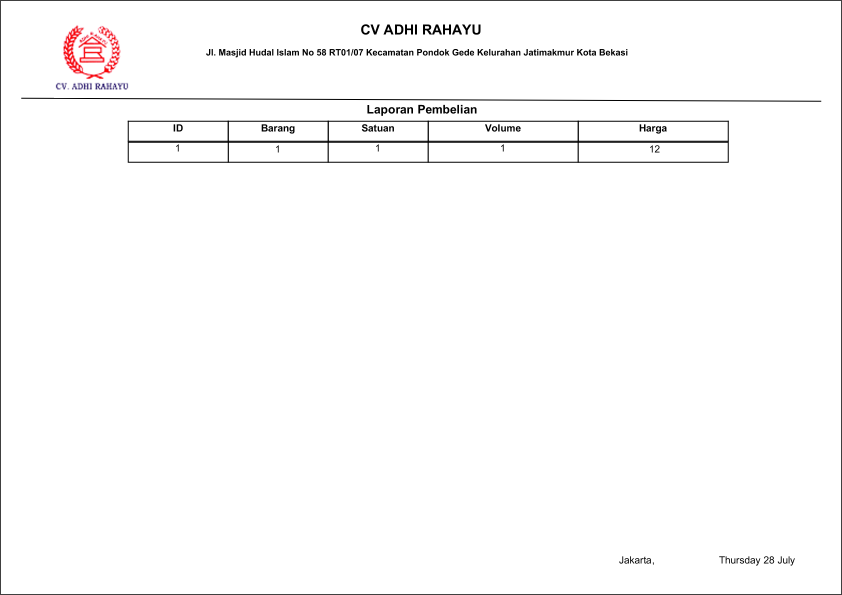 CV ADHI RAHAYU
Jl. Masjid Hudal Islam No 58 RT01/07 Kecamatan Pondok Gede Kelurahan Jatimakmur Kota Bekasi
CV. ADHI RAHAYU
Laporan Pembelian
ID Barang Satuan Volume Harga
1 1 1 1 12
Jakarta, Thursday 28 July